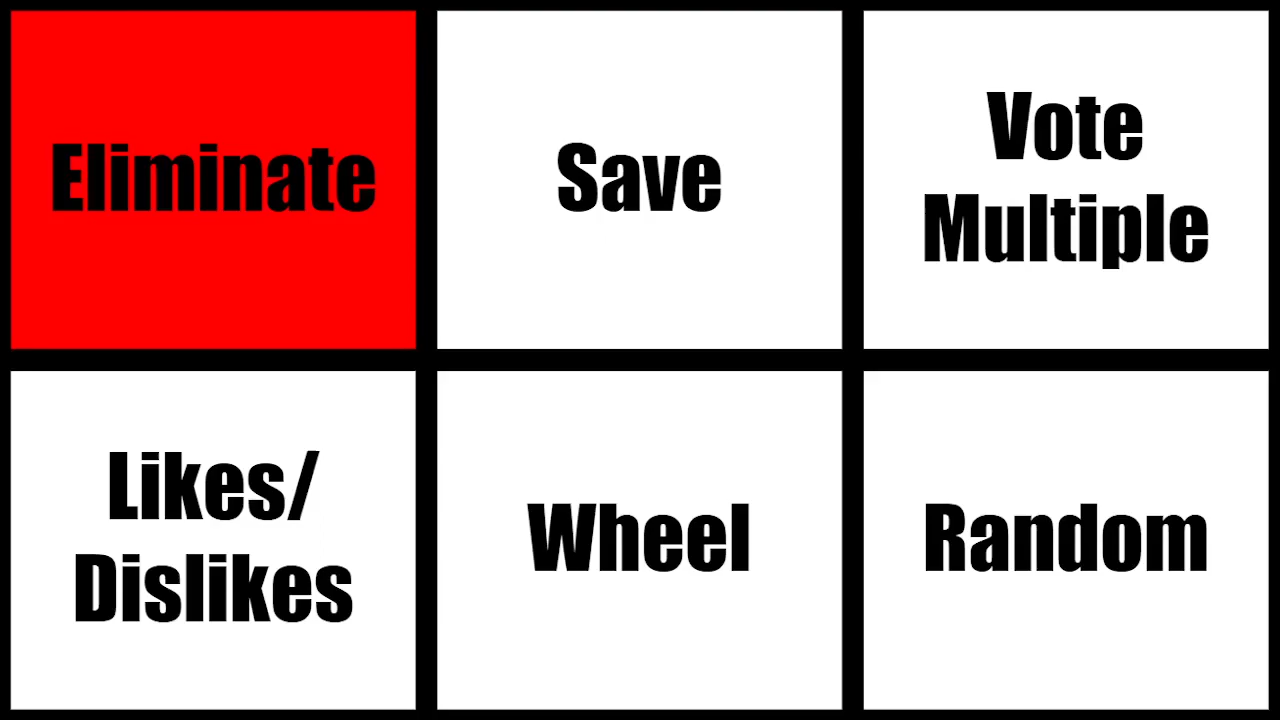 Eliminate
Save
Vote
Multiple
Likes/
Dislikes
Wheel
Random